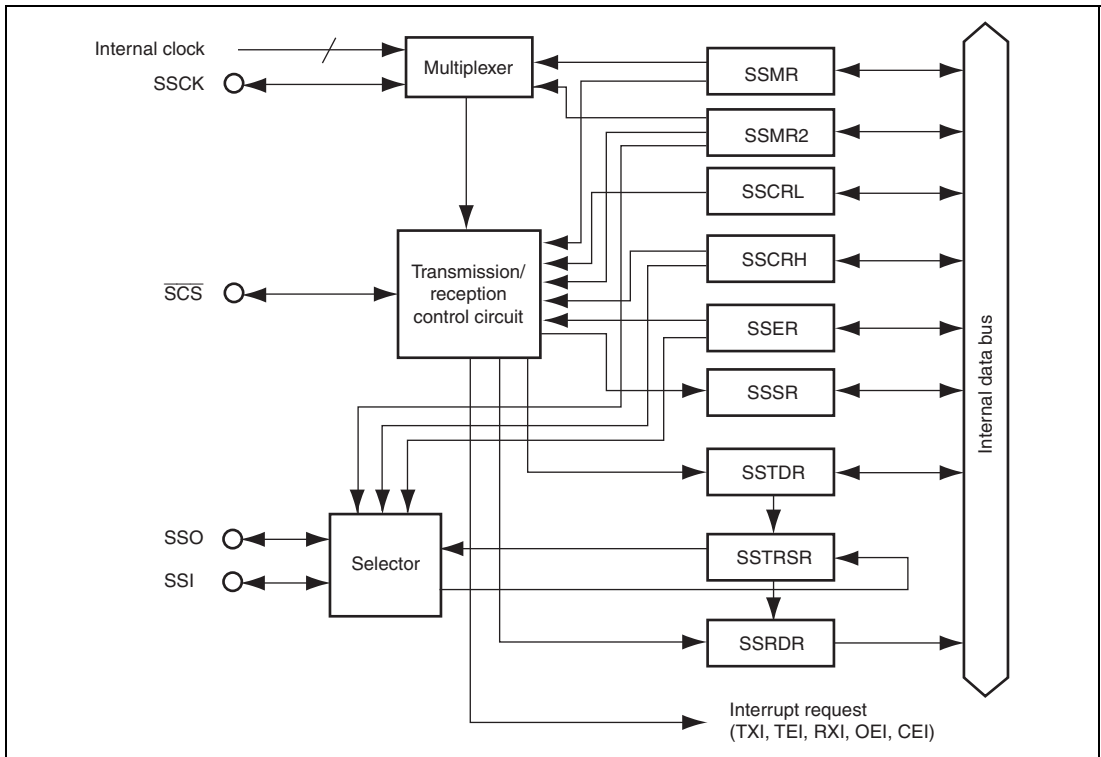 Internal clock
SSCK
Multiplexer
SSMR
SSMR2
SSCRL
SSCRH
SSER
SSSR
Transmission/
reception
control circuit
SCS
Internal data bus
SSTDR
SSO
SSI
Selector
SSTRSR
SSRDR
Interrupt request
(TXI, TEI, RXI, OEI, CEI)